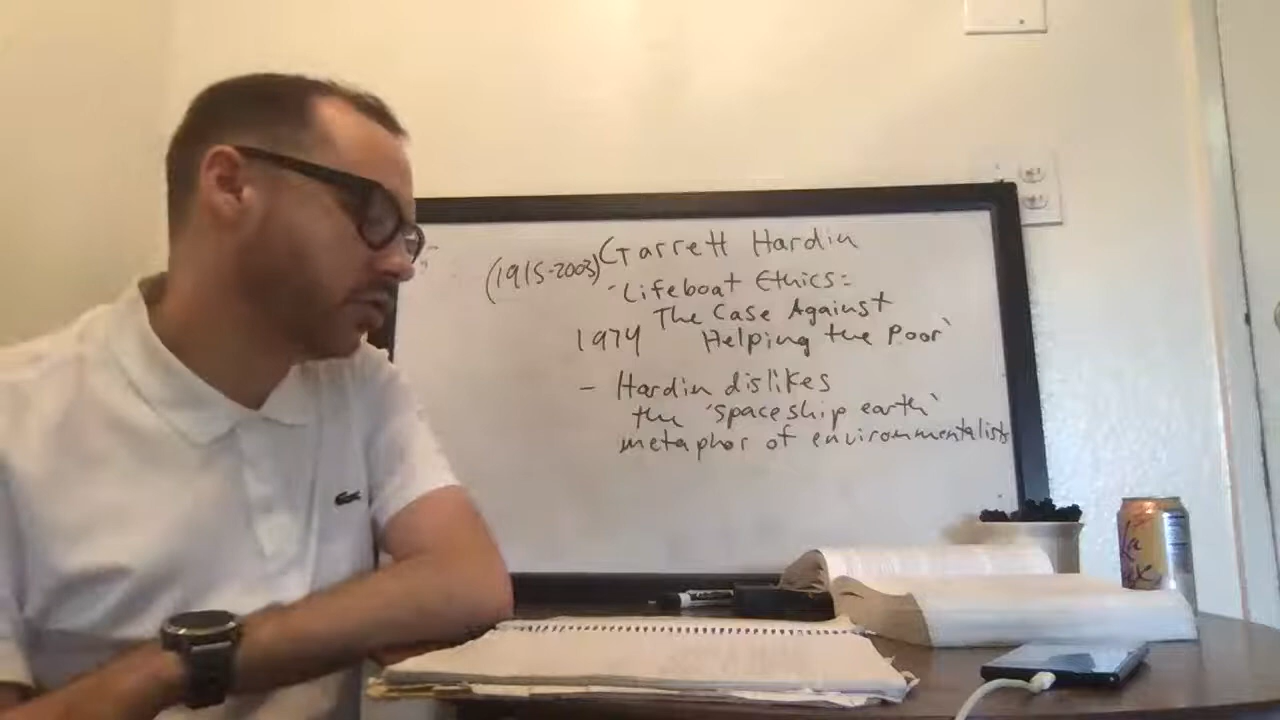 Garrett Hardin
(1915-2003)
"Lifeboat Ethics:
The Case Against
1974 Helping the Poor"
- Hardin dislikes
the "spaceship earth"
metaphor of environmentalists
La